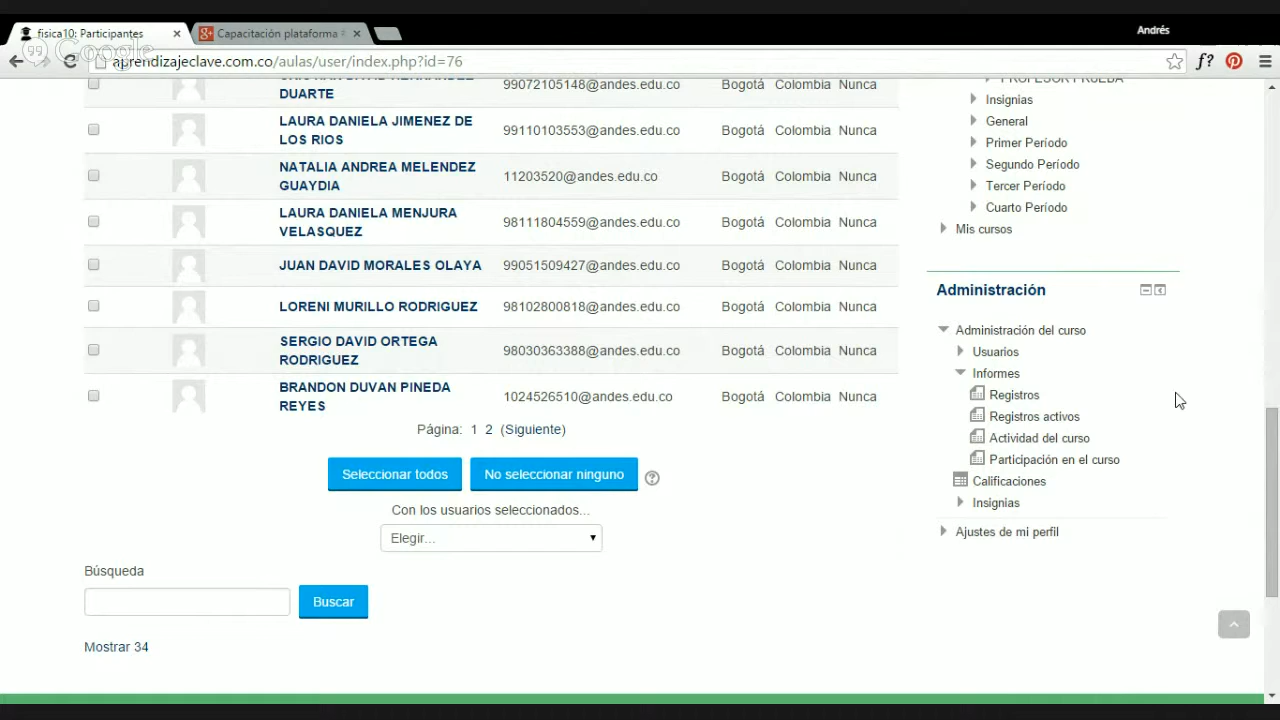 fisica10: Participantes
Capacitación plataforma
Andrés
Google
aprendizajeclave.com.co/aulas/user/index.php?id=76
f?
DUARTE
99072105148@andes.edu.co Bogotá Colombia Nunca
LAURA DANIELA JIMENEZ DE
LOS RIOS
99110103553@andes.edu.co Bogotá Colombia Nunca
NATALIA ANDREA MELENDEZ
GUAYDIA
11203520@andes.edu.co Bogotá Colombia Nunca
LAURA DANIELA MENJURA
VELASQUEZ
98111804559@andes.edu.co Bogotá Colombia Nunca
JUAN DAVID MORALES OLAYA 99051509427@andes.edu.co Bogotá Colombia Nunca
LORENI MURILLO RODRIGUEZ 98102800818@andes.edu.co Bogotá Colombia Nunca
SERGIO DAVID ORTEGA
RODRIGUEZ
98030363388@andes.edu.co Bogotá Colombia Nunca
BRANDON DUVAN PINEDA
REYES
1024526510@andes.edu.co Bogotá Colombia Nunca
Página: 1 2 (Siguiente)
Seleccionar todos
No seleccionar ninguno
Con los usuarios seleccionados...
Elegir...
Búsqueda
Buscar
Mostrar 34
PROFESOR PRUEBA
Insignias
General
Primer Período
Segundo Período
Tercer Período
Cuarto Período
Mis cursos
Administración
Administración del curso
Usuarios
Informes
Registros
Registros activos
Actividad del curso
Participación en el curso
Calificaciones
Insignias
Ajustes de mi perfil